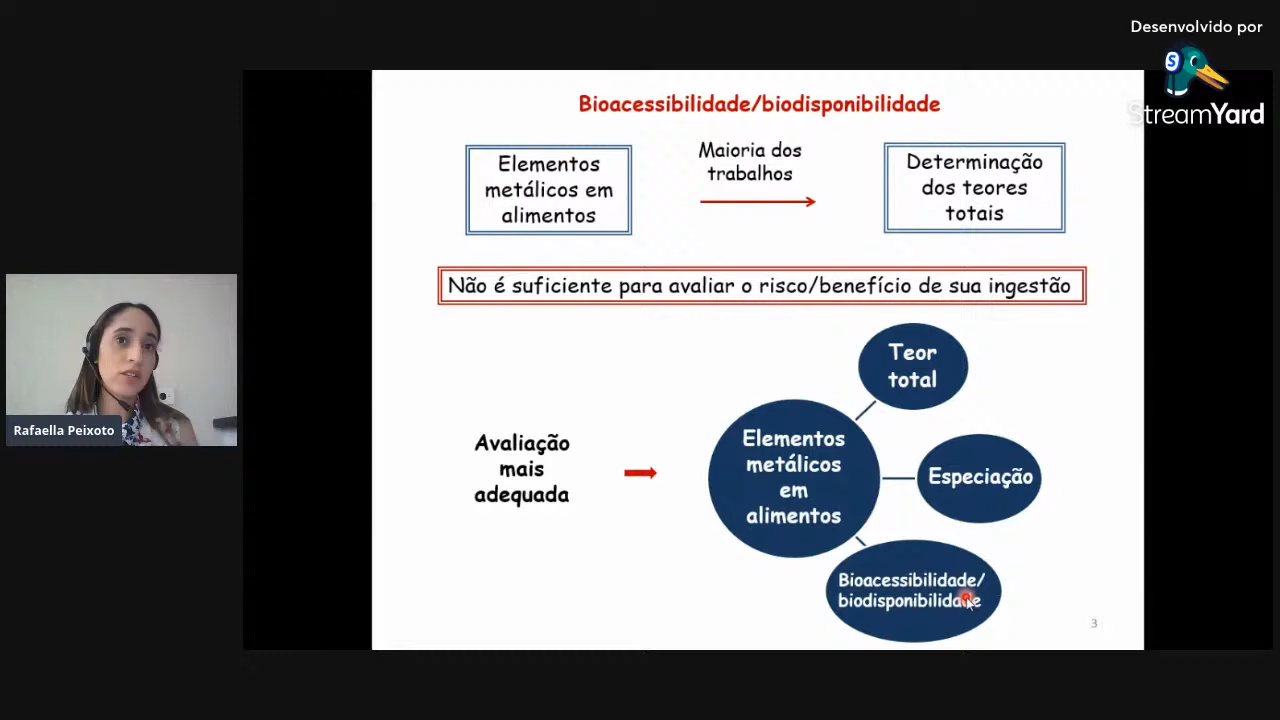 Desenvolvido por
StreamYard
Bioacessibilidade/biodisponibilidade
Elementos
metálicos em
alimentos
Maioria dos
trabalhos
Determinação
dos teores
totais
Não é suficiente para avaliar o risco/benefício de sua ingestão
Avaliação
mais
adequada
Elementos
metálicos
em
alimentos
Teor
total
Especiação
Bioacessibilidade/
biodisponibilidade
3
Rafaella Peixoto